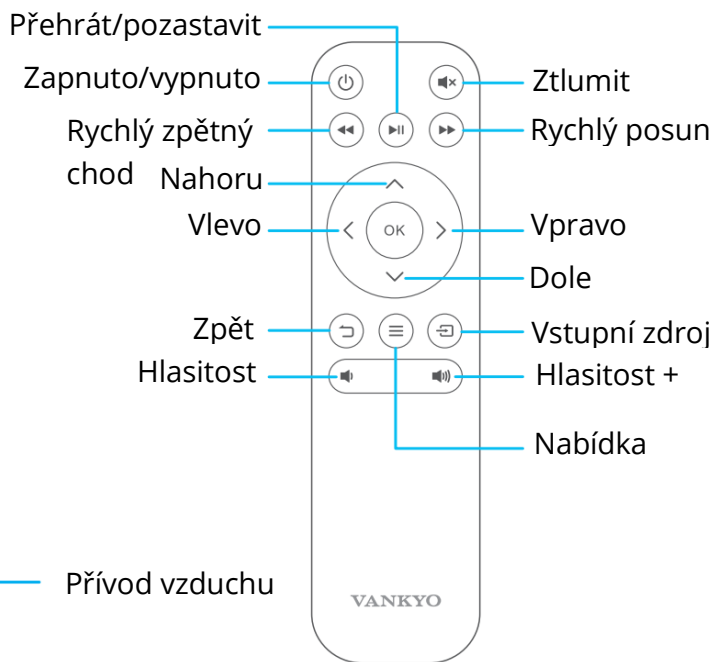 Přehrát/pozastavit
Zapnuto/vypnuto
Ztlumit
Rychlý zpětný
chod
Rychlý posun
Nahoru
Vlevo
OK
Vpravo
Dole
Zpět
Vstupní zdroj
Hlasitost
Hlasitost +
Nabídka
Přívod vzduchu
VANKYO